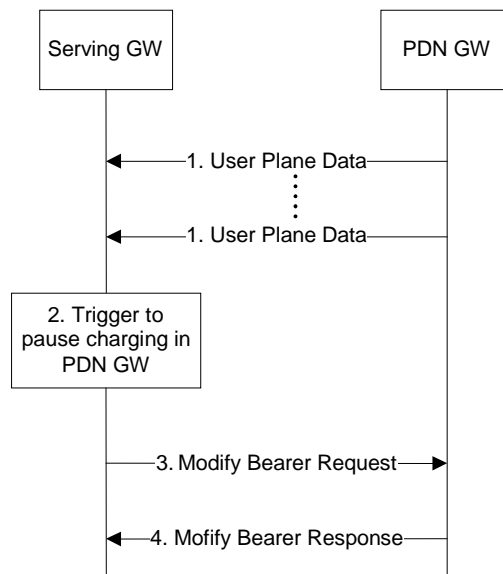 Serving GW
PDN GW
1. User Plane Data
1. User Plane Data
2. Trigger to
pause charging in
PDN GW
3. Modify Bearer Request
4. Mofify Bearer Response